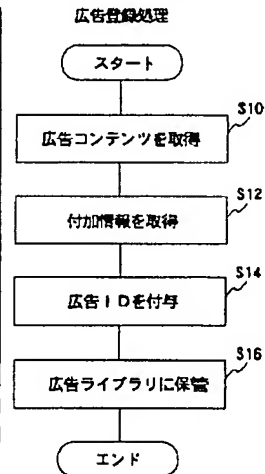 広告登録処理
スタート
S10
広告コンテンツを取得
S12
付加情報を取得
S14
広告IDを付与
S16
広告ライブラリに保管
エンド